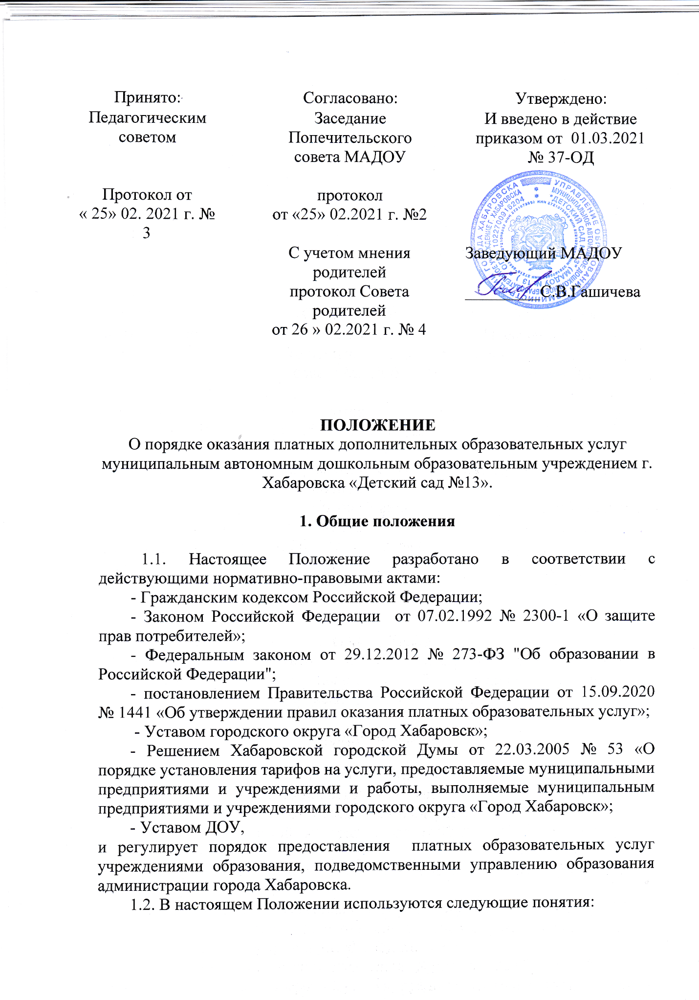 Принято:
Педагогическим
советом
Протокол от
« 25» 02. 2021 г. №
3
Согласовано:
Заседание
Попечительского
совета МАДОУ
протокол
от «25» 02.2021 г. №2
С учетом мнения
родителей
протокол Совета
родителей
от 26 » 02.2021 г. № 4
Утверждено:
И введено в действие
приказом от 01.03.2021
№ 37-ОД
Заведующий МАДОУ
С.В.Гашичева
ПОЛОЖЕНИЕ
О порядке оказания платных дополнительных образовательных услуг
муниципальным автономным дошкольным образовательным учреждением г.
Хабаровска «Детский сад №13».
1. Общие положения
1.1. Настоящее Положение разработано в соответствии с
действующими нормативно-правовыми актами:
- Гражданским кодексом Российской Федерации;
- Законом Российской Федерации от 07.02.1992 № 2300-1 «О защите
прав потребителей»;
- Федеральным законом от 29.12.2012 № 273-ФЗ "Об образовании в
Российской Федерации";
- постановлением Правительства Российской Федерации от 15.09.2020
№ 1441 «Об утверждении правил оказания платных образовательных услуг»;
- Уставом городского округа «Город Хабаровск»;
- Решением Хабаровской городской Думы от 22.03.2005 № 53 «О
порядке установления тарифов на услуги, предоставляемые муниципальными
предприятиями и учреждениями и работы, выполняемые муниципальным
предприятиями и учреждениями городского округа «Город Хабаровск»;
- Уставом ДОУ,
и регулирует порядок предоставления платных образовательных услуг
учреждениями образования, подведомственными управлению образования
администрации города Хабаровска.
1.2. В настоящем Положении используются следующие понятия: